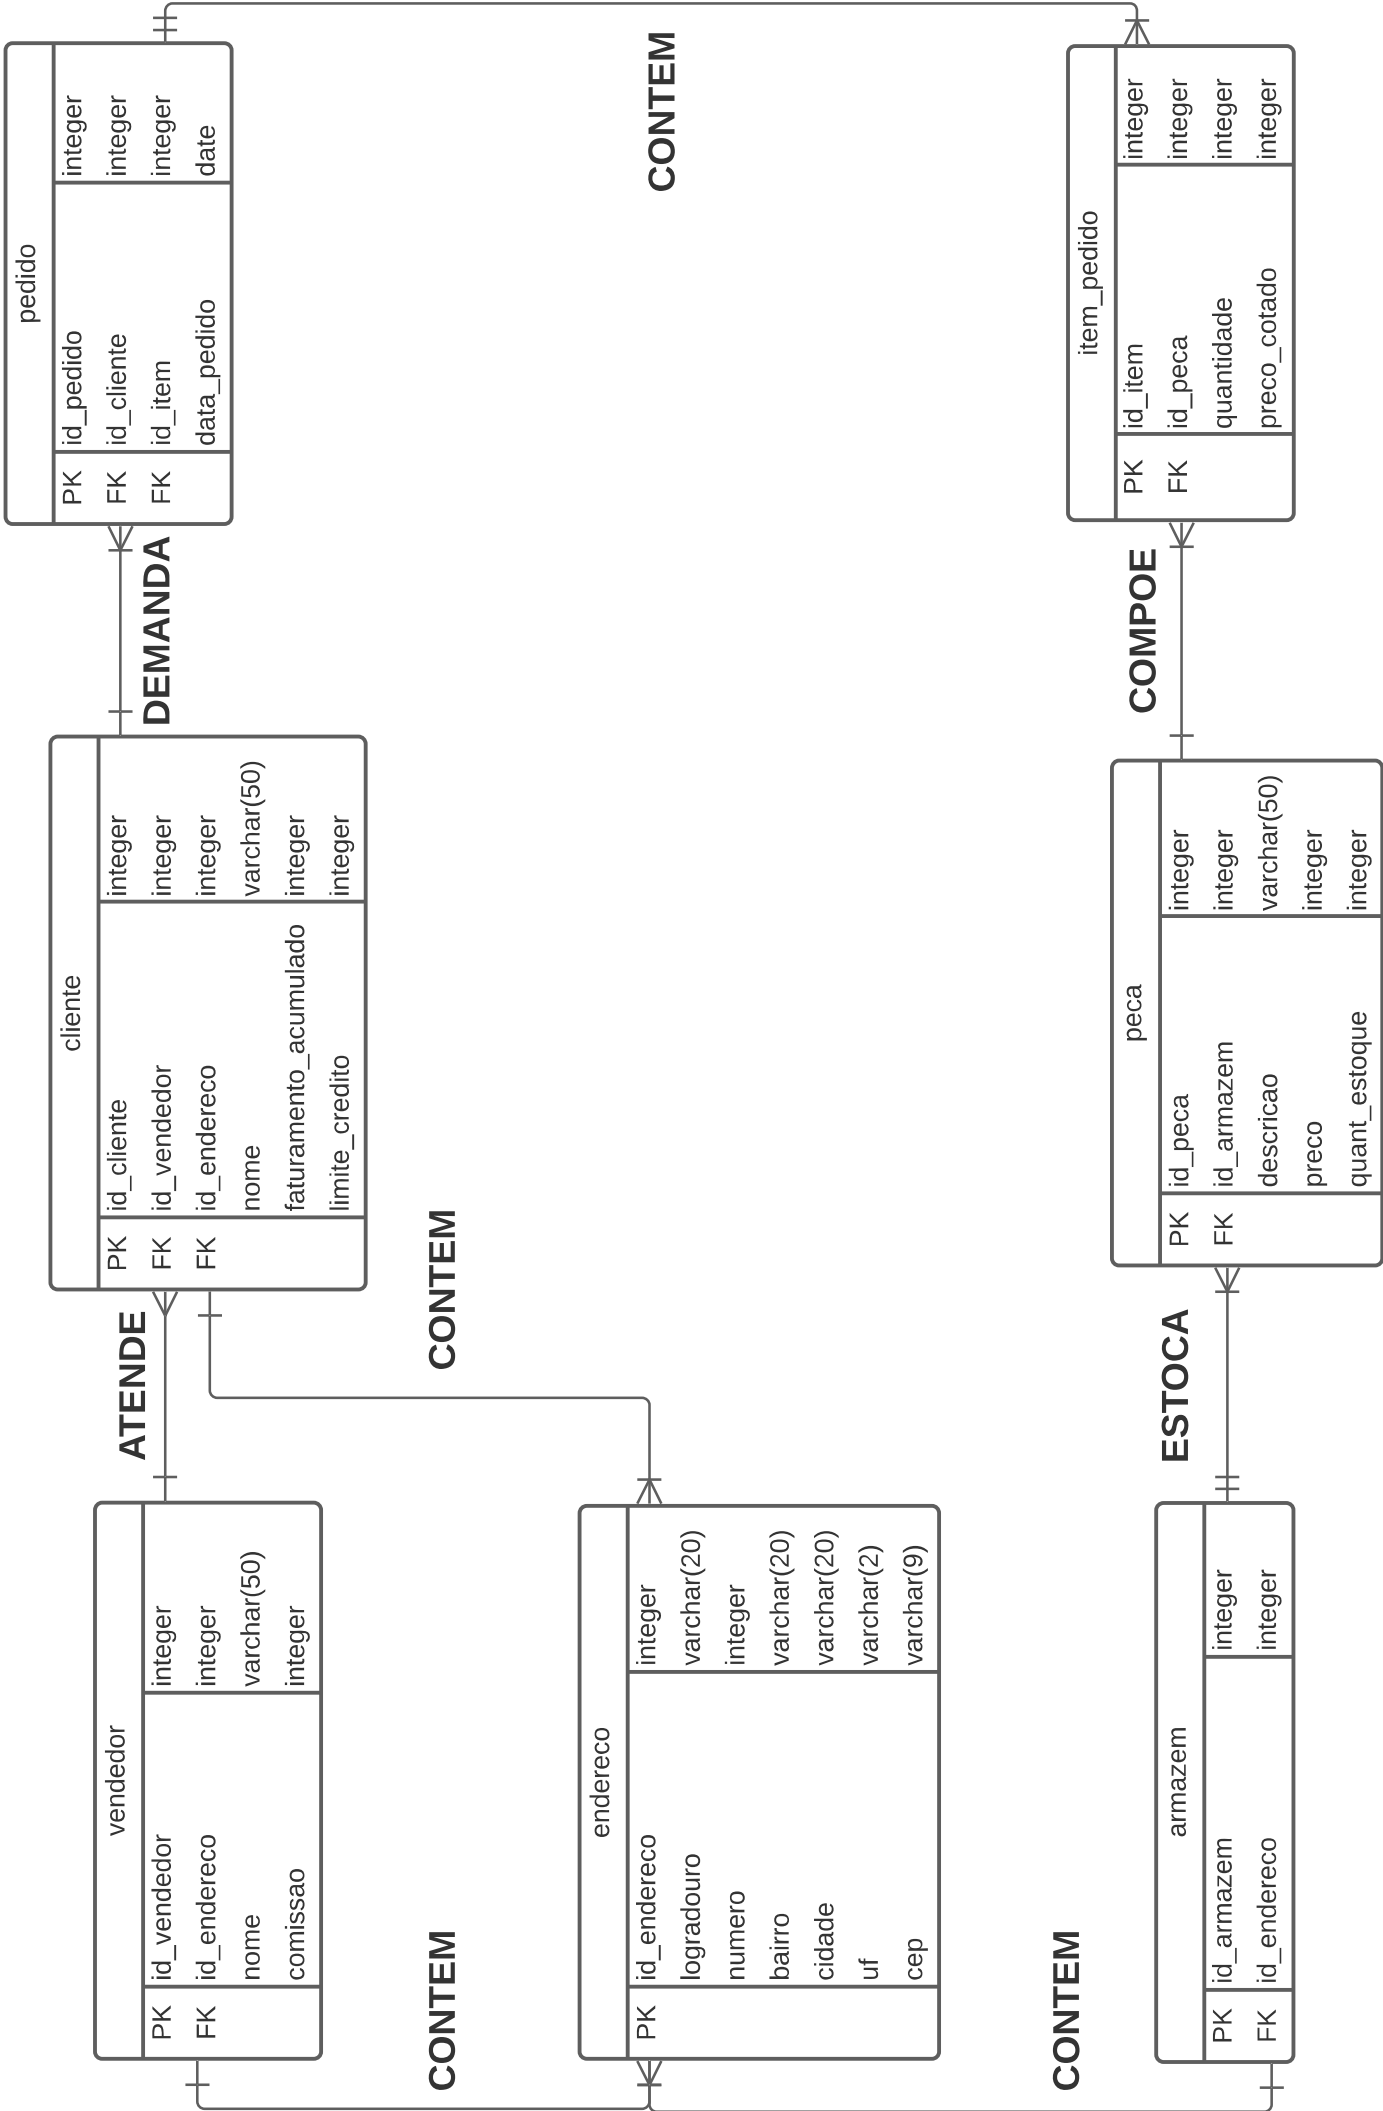 vendedor
PK id_vendedor integer
FK id_endereco integer
nome varchar(50)
comissao integer
ATENDE
cliente
PK id_cliente integer
FK id_vendedor integer
FK id_endereco integer
nome varchar(50)
faturamento_acumulado integer
limite_credito integer
DEMANDA
pedido
PK id_pedido integer
FK id_cliente integer
FK id_item integer
data_pedido date
CONTEM
CONTEM
CONTEM
endereco
PK id_endereco integer
logradouro varchar(20)
numero integer
bairro varchar(20)
cidade varchar(20)
uf varchar(2)
cep varchar(9)
CONTEM
armazem
PK id_armazem integer
FK id_endereco integer
ESTOCA
peca
PK id_peca integer
FK id_armazem integer
descricao varchar(50)
preco integer
quant_estoque integer
COMPOE
item_pedido
PK id_item integer
FK id_peca integer
quantidade integer
preco_cotado integer